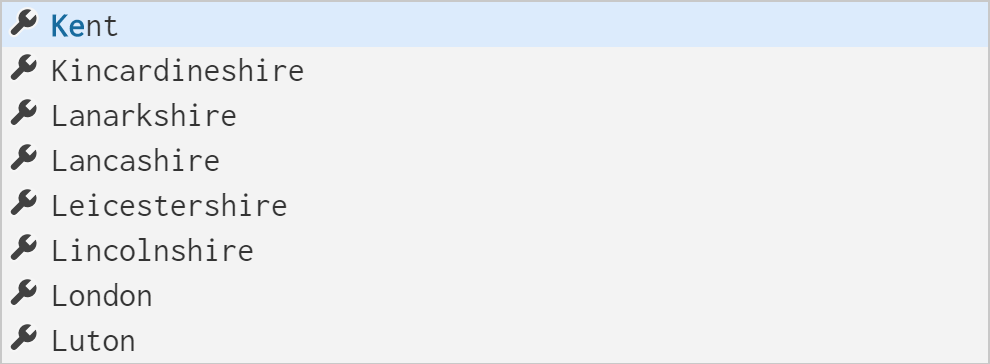 Kent
Kincardineshire
Lanarkshire
Lancashire
Leicestershire
Lincolnshire
London
Luton